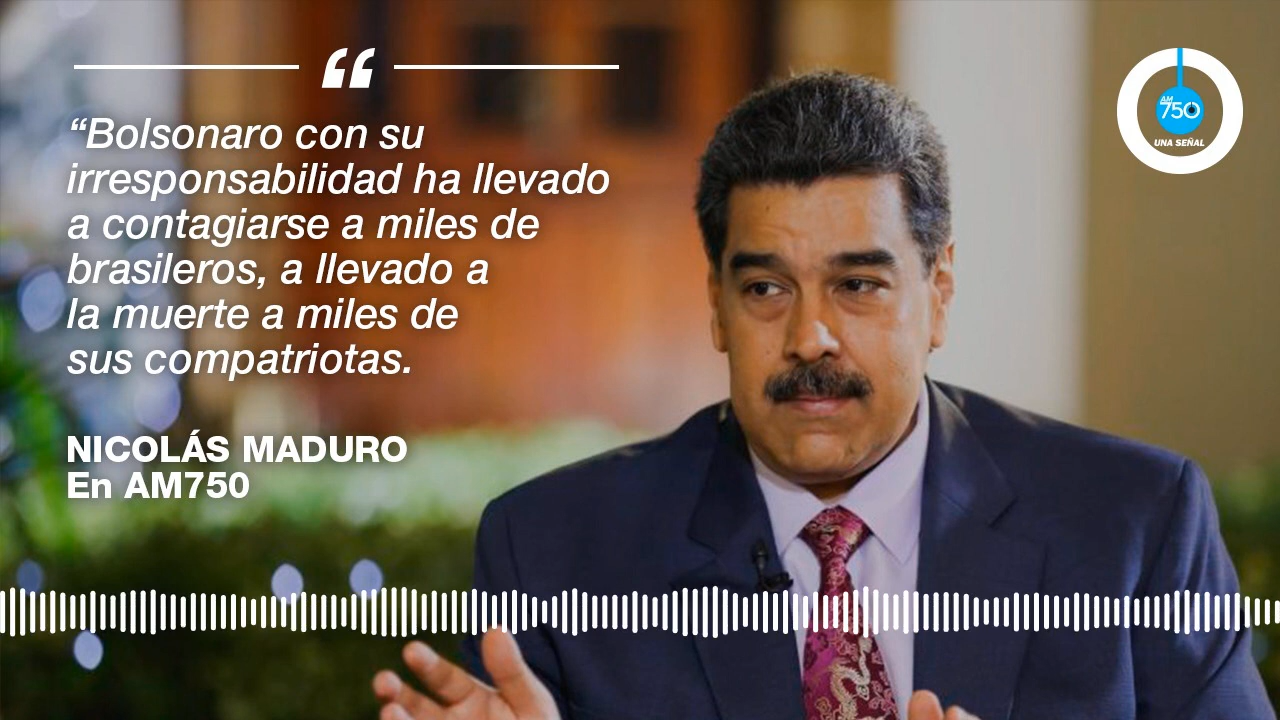 “Bolsonaro con su
irresponsabilidad ha llevado
a contagiarse a miles de
brasileros, a llevado a
la muerte a miles de
sus compatriotas.
NICOLÁS MADURO
En AM750
AM
750
UNA SEÑAL